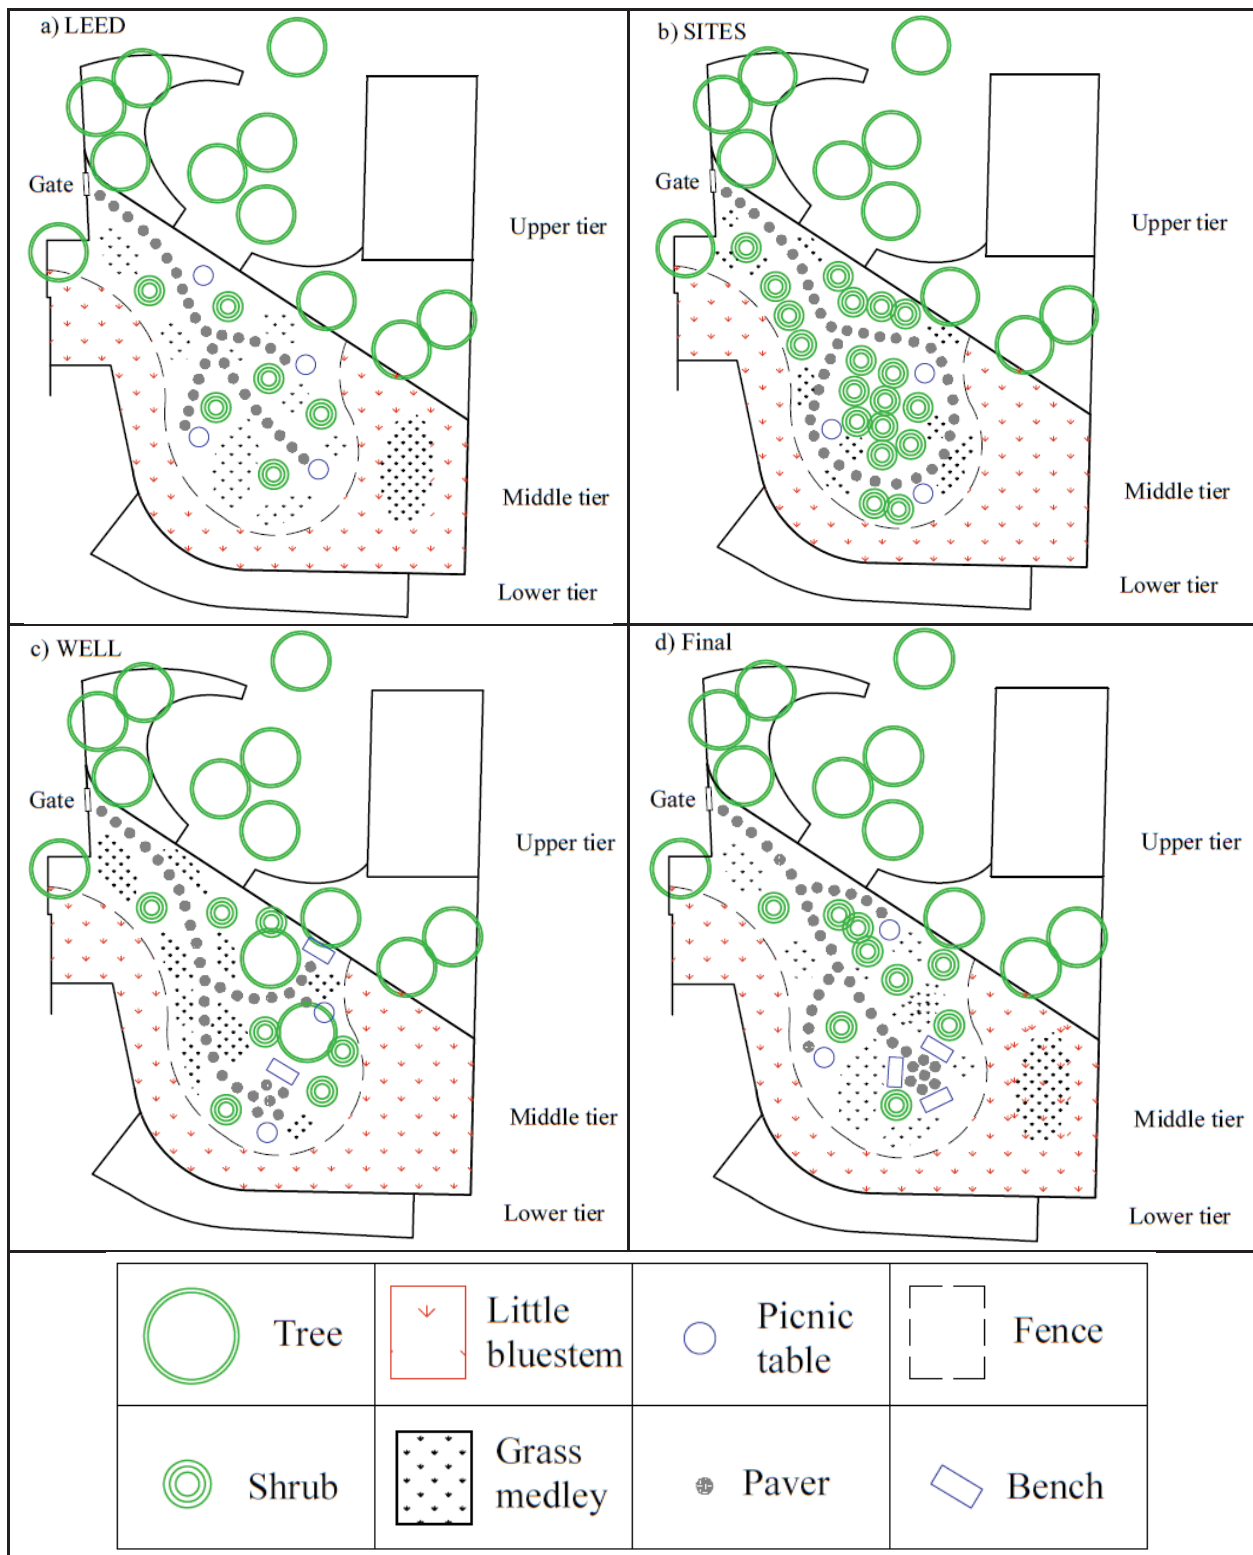 a) LEED
Gate
Upper tier
Middle tier
Lower tier
b) SITES
Gate
Upper tier
Middle tier
Lower tier
c) WELL
Gate
Upper tier
Middle tier
Lower tier
d) Final
Gate
Upper tier
Middle tier
Lower tier
Tree
Little
bluestem
Picnic
table
Fence
Shrub
Grass
medley
Paver
Bench